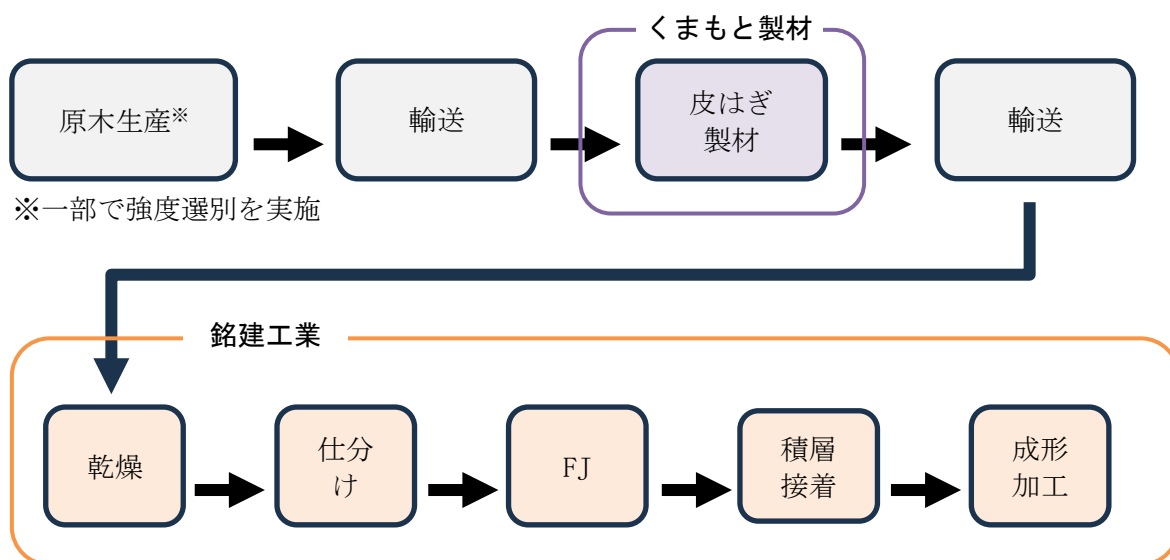 くまもと製材
原木生産※
輸送
皮はぎ
製材
輸送
※一部で強度選別を実施
銘建工業
乾燥
仕分
け
FJ
積層
接着
成形
加工